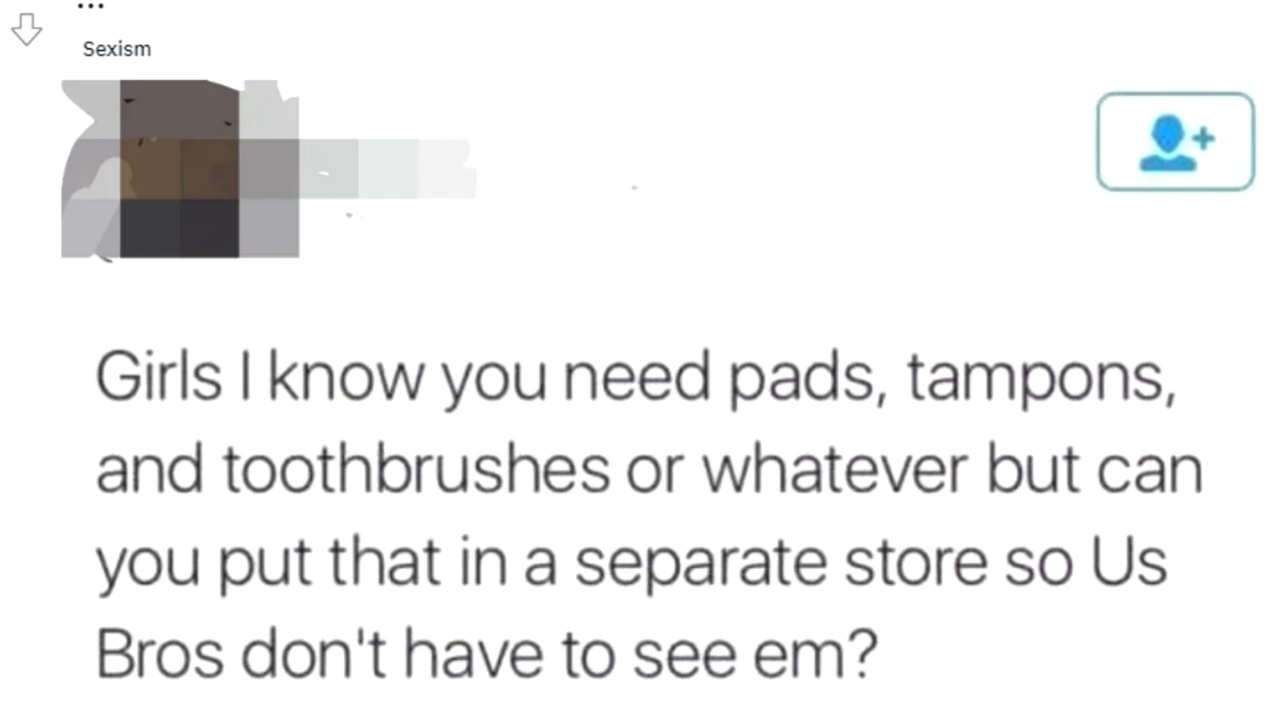 ...
Sexism
Girls I know you need pads, tampons,
and toothbrushes or whatever but can
you put that in a separate store so Us
Bros don't have to see em?